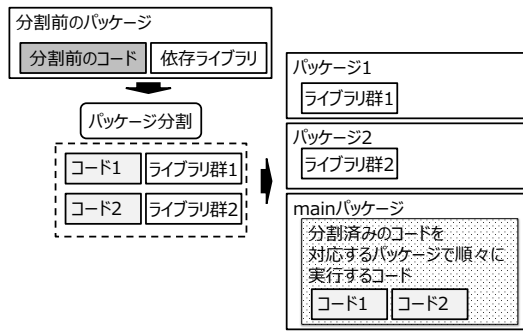 分割前のパッケージ
分割前のコード
依存ライブラリ
パッケージ分割
コード1
ライブラリ群1
コード2
ライブラリ群2
パッケージ1
ライブラリ群1
パッケージ2
ライブラリ群2
mainパッケージ
分割済みのコードを
対応するパッケージで順々に
実行するコード
コード1
コード2